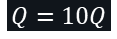 Q = 10Q